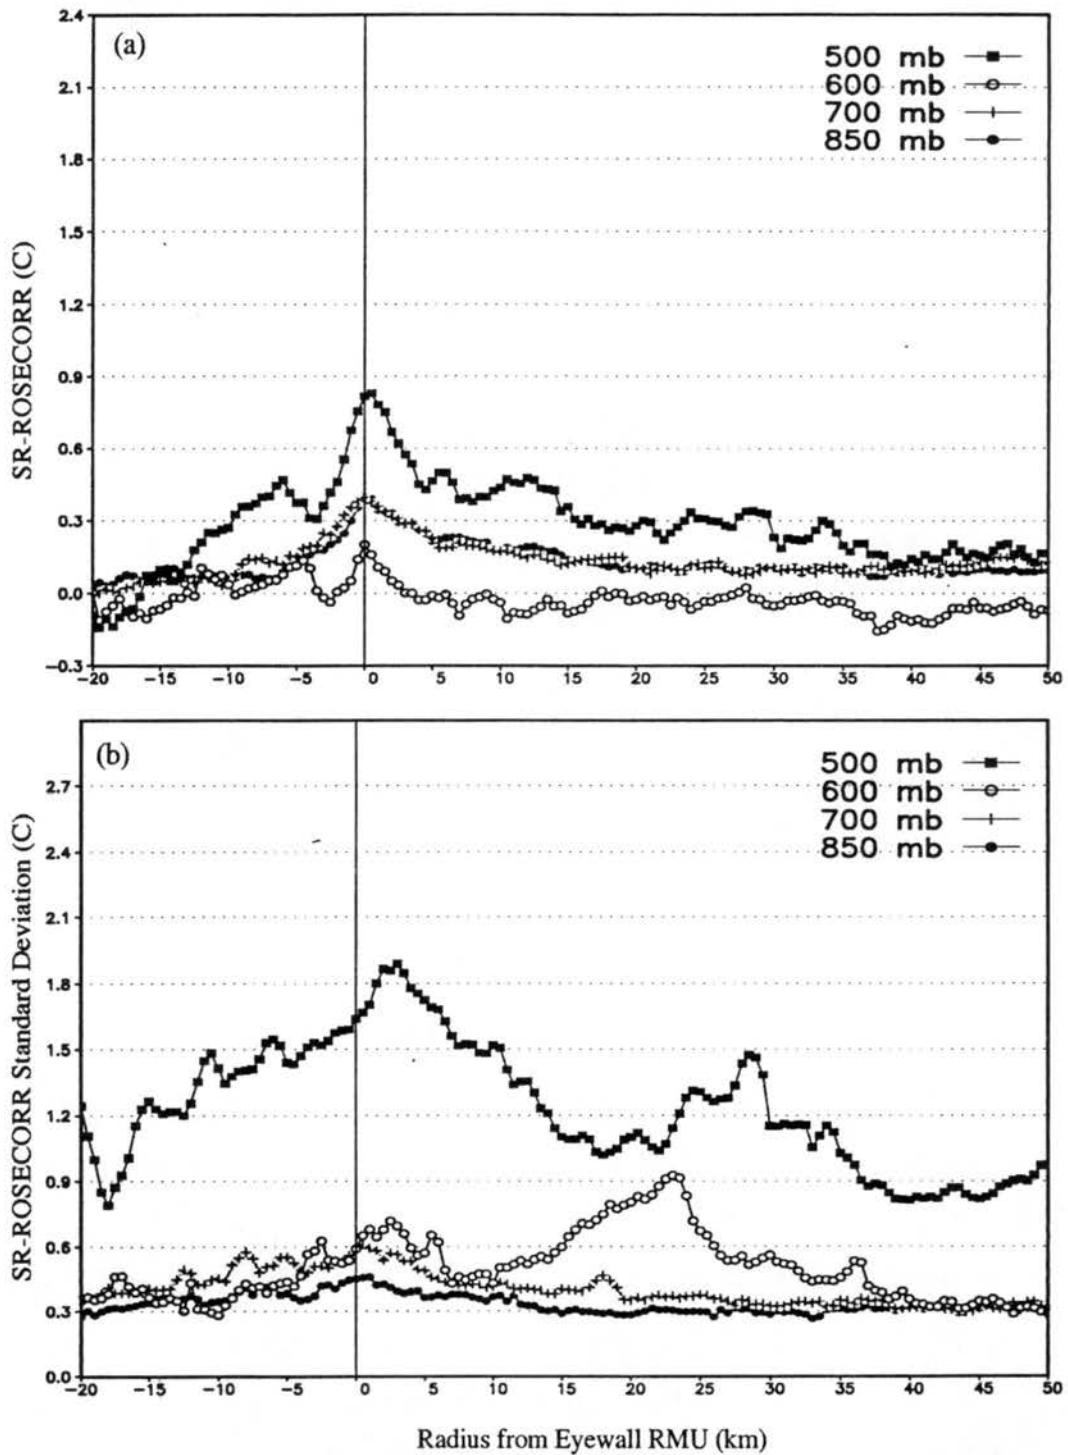 (a)
500 mb
600 mb
700 mb
850 mb
2.4
2.1
1.8
1.5
1.2
0.9
0.6
0.3
0.0
−0.3
SR-ROSECORR (C)
−20 −15 −10 −5 0 5 10 15 20 25 30 35 40 45 50
(b)
500 mb
600 mb
700 mb
850 mb
2.7
2.4
2.1
1.8
1.5
1.2
0.9
0.6
0.3
0.0
SR-ROSECORR Standard Deviation (C)
−20 −15 −10 −5 0 5 10 15 20 25 30 35 40 45 50
Radius from Eyewall RMU (km)